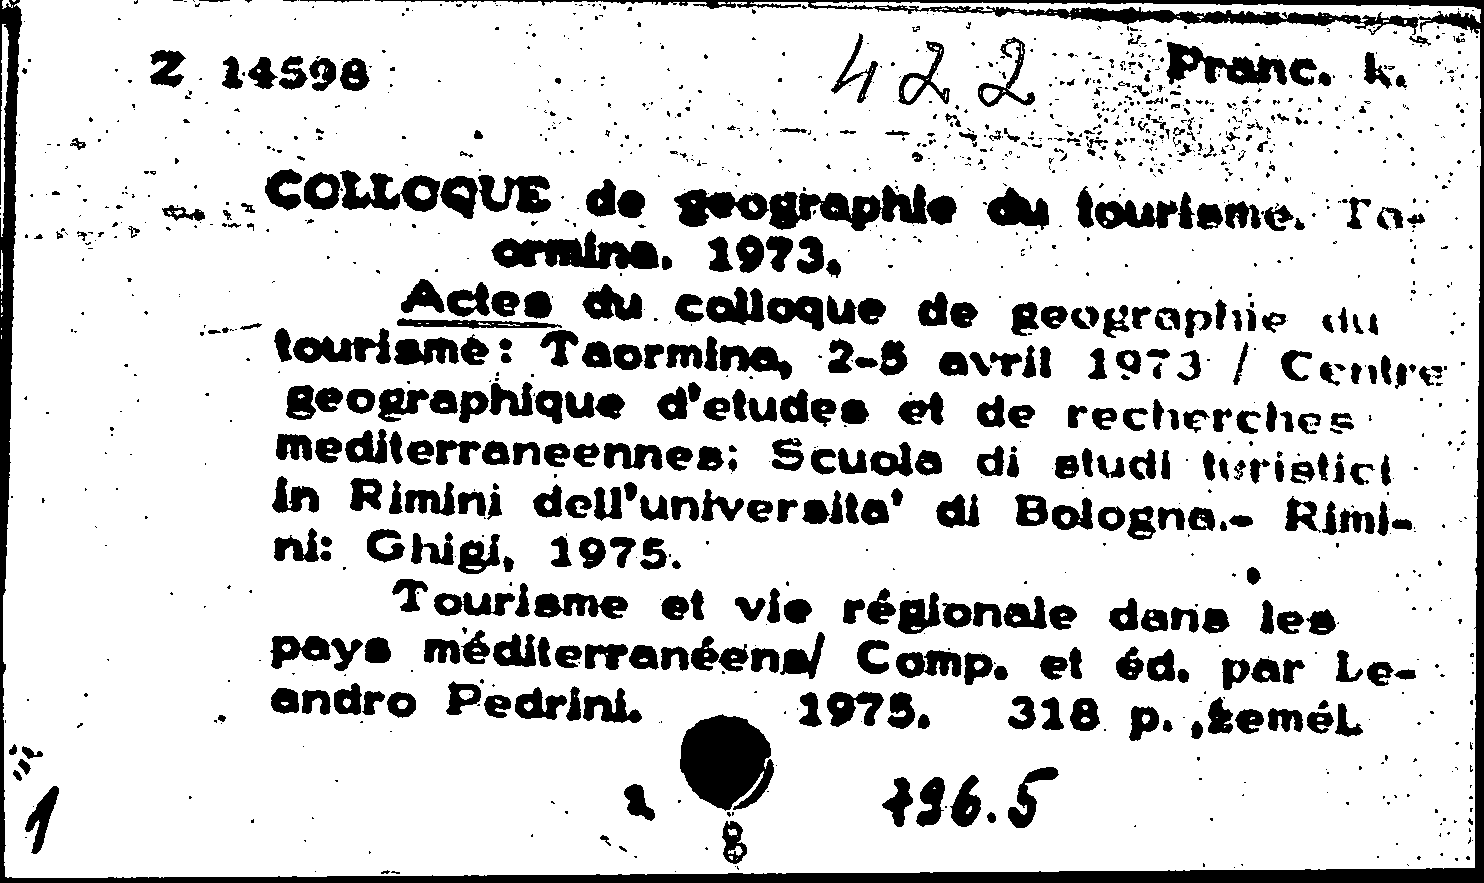 Z 14598 422 Pranc. k.
COLLOQUE de geographie du tourisme. Ta-
ormina. 1973.
Actes du colloque de geographie du
tourisme: Taormina, 2-5 avril 1973 / Centre
geographique d'etudes et de recherches
mediterraneennes; Scuola di studi turistici
in Rimini dell'universita' di Bologna.- Rimi-
ni: Ghigi, 1975.
Tourisme et vie régionale dans les
pays méditerranéens/ Comp. et éd. par Le-
andro Pedrini. 1975. 318 p. ,žemėl.
796.5
1